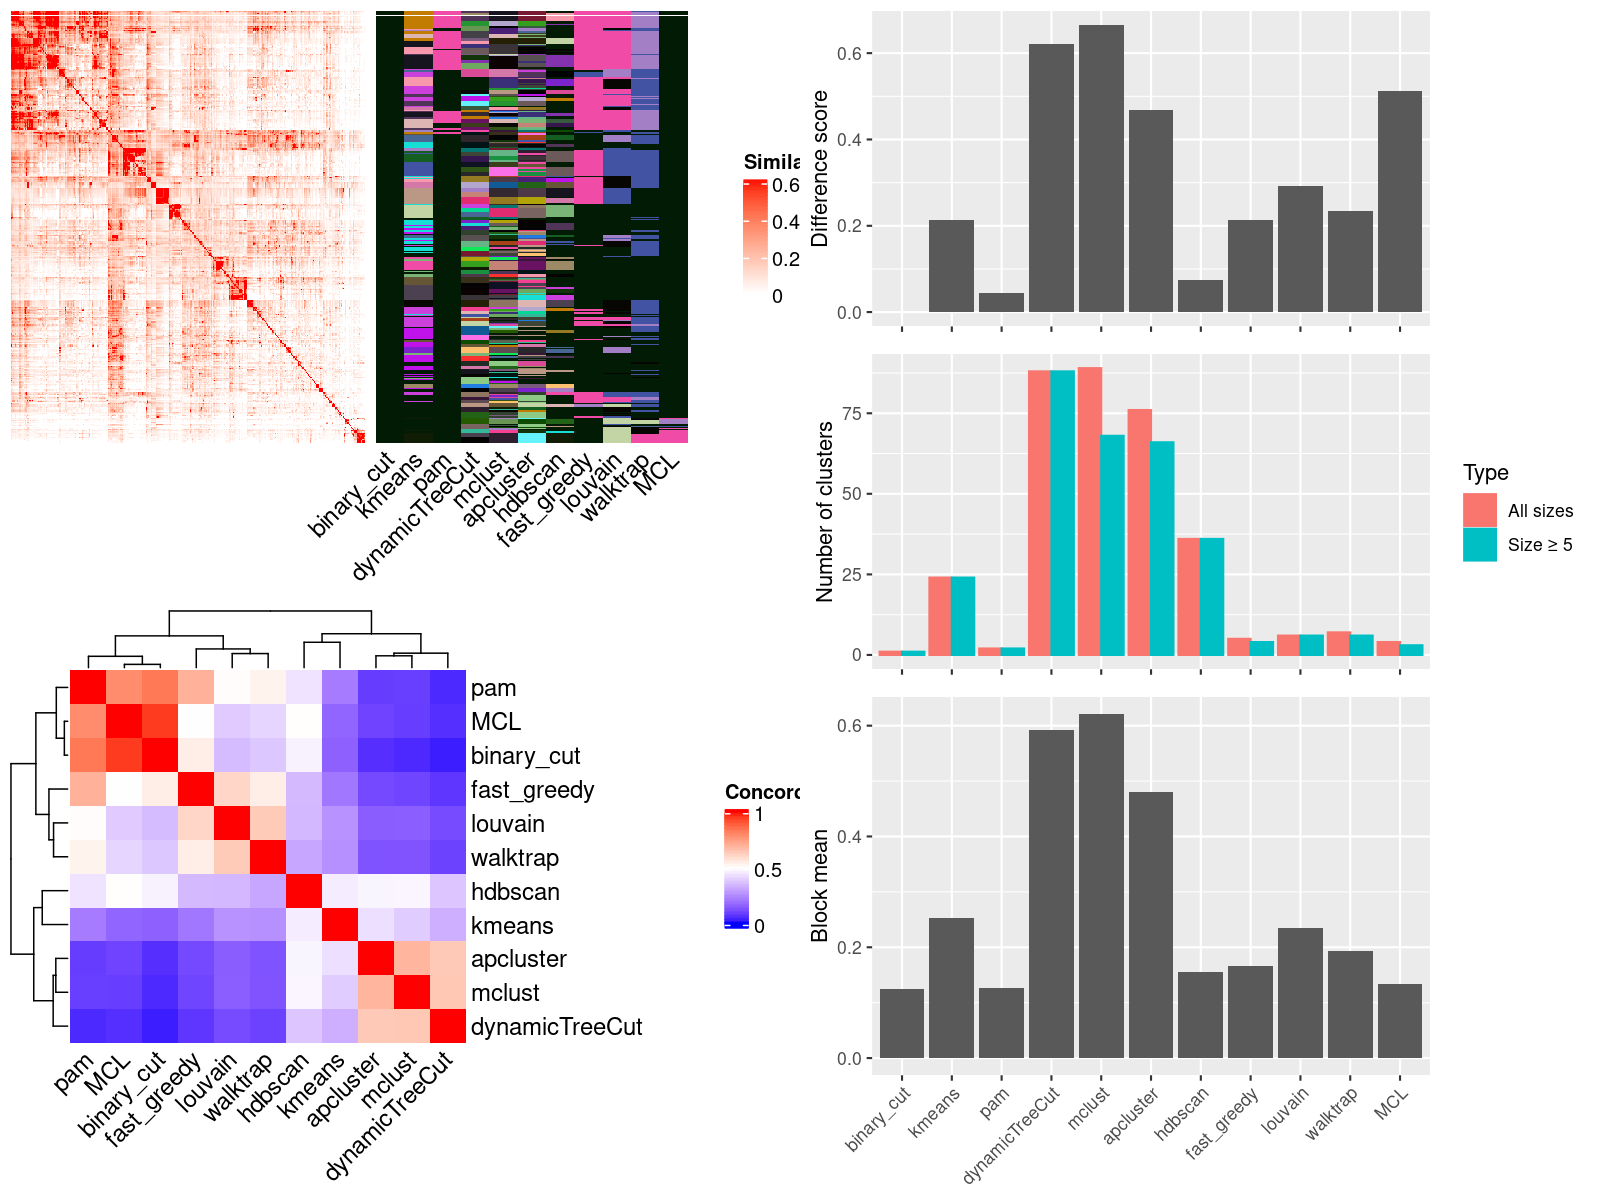 Simila
0.6
0.4
0.2
0
binary_cut
kmeans
pam
dynamicTreeCut
mclust
apcluster
hdbscan
fast_greedy
louvain
walktrap
MCL
pam
MCL
binary_cut
fast_greedy
louvain
walktrap
hdbscan
kmeans
apcluster
mclust
dynamicTreeCut
pam
MCL
binary_cut
fast_greedy
louvain
walktrap
hdbscan
kmeans
apcluster
mclust
dynamicTreeCut
Concord
1
0.5
0
Difference score
0.6
0.4
0.2
0.0
Number of clusters
75
50
25
0
Type
All sizes
Size ≥ 5
Block mean
0.6
0.4
0.2
0.0
binary_cut
kmeans
pam
dynamicTreeCut
mclust
apcluster
hdbscan
fast_greedy
louvain
walktrap
MCL